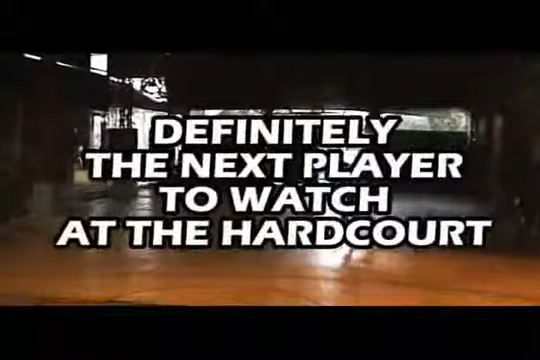 DEFINITELY
THE NEXT PLAYER
TO WATCH
AT THE HARDCOURT